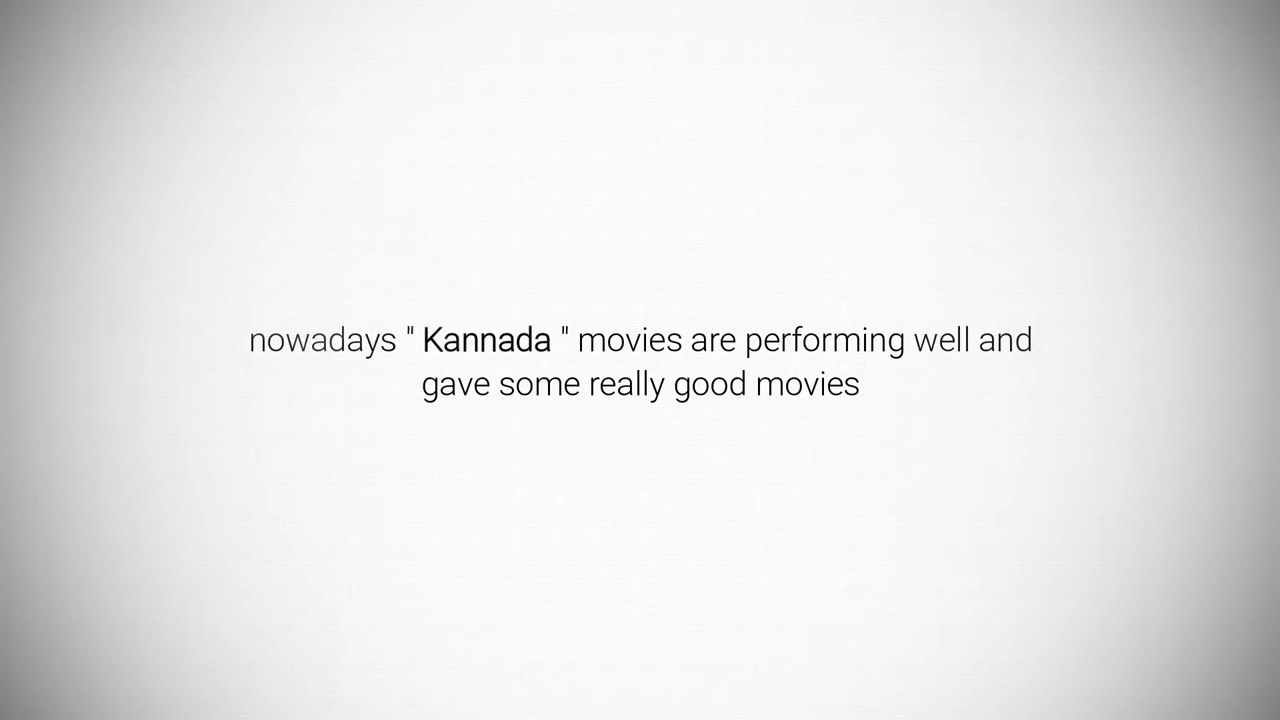 nowadays " Kannada " movies are performing well and
gave some really good movies